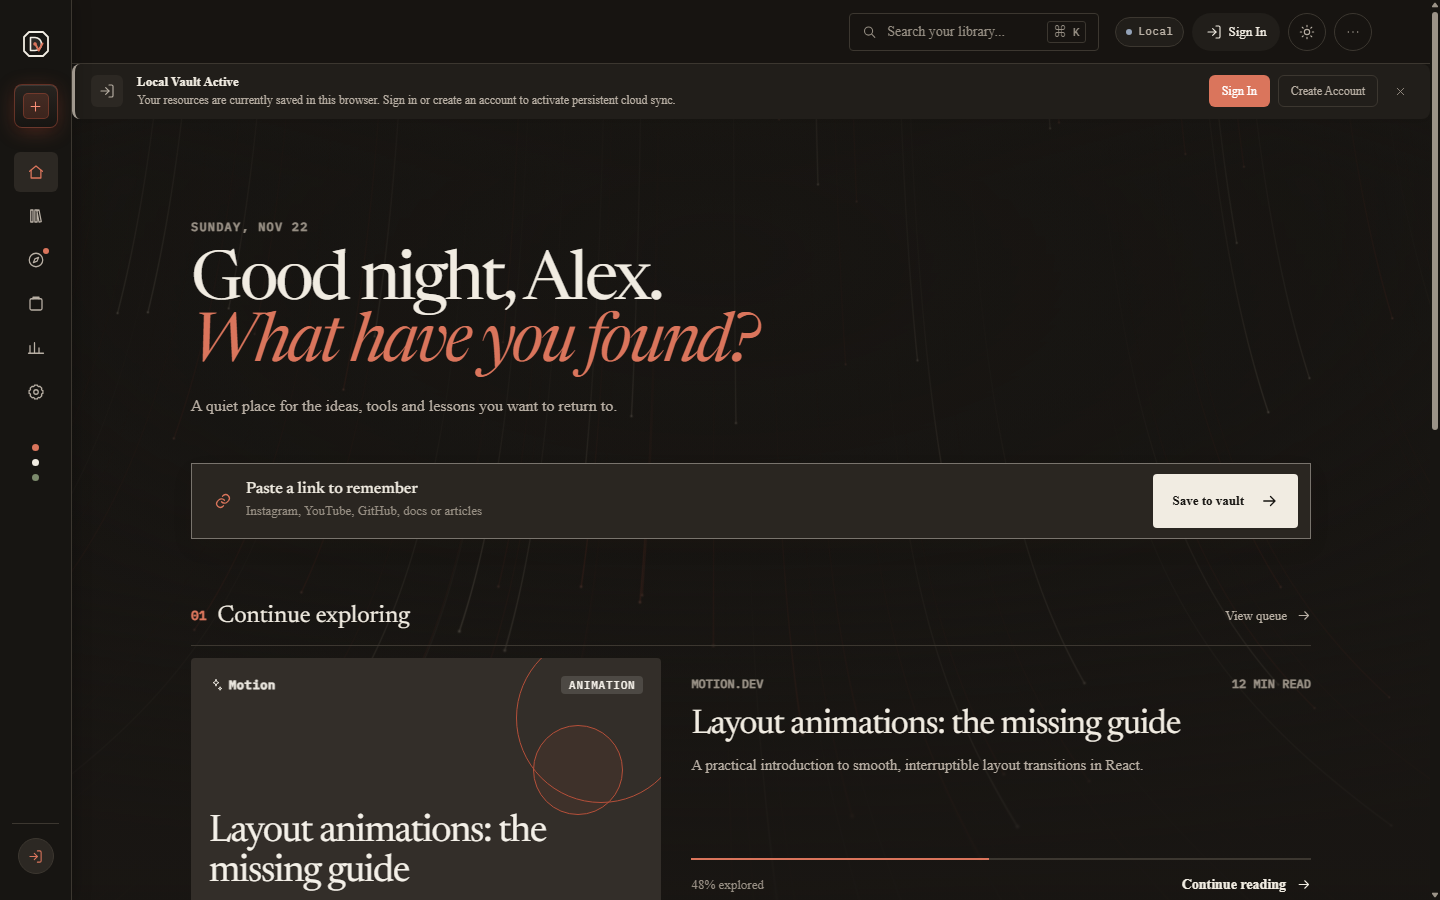 Search your library...
⌘ K
Local
Sign In
Local Vault Active
Your resources are currently saved in this browser. Sign in or create an account to activate persistent cloud sync.
Sign In
Create Account
SUNDAY, NOV 22
Good night, Alex.
What have you found?
A quiet place for the ideas, tools and lessons you want to return to.
Paste a link to remember
Instagram, YouTube, GitHub, docs or articles
Save to vault
01 Continue exploring
View queue
Motion
ANIMATION
Layout animations: the
missing guide
MOTION.DEV
12 MIN READ
Layout animations: the missing guide
A practical introduction to smooth, interruptible layout transitions in React.
48% explored
Continue reading